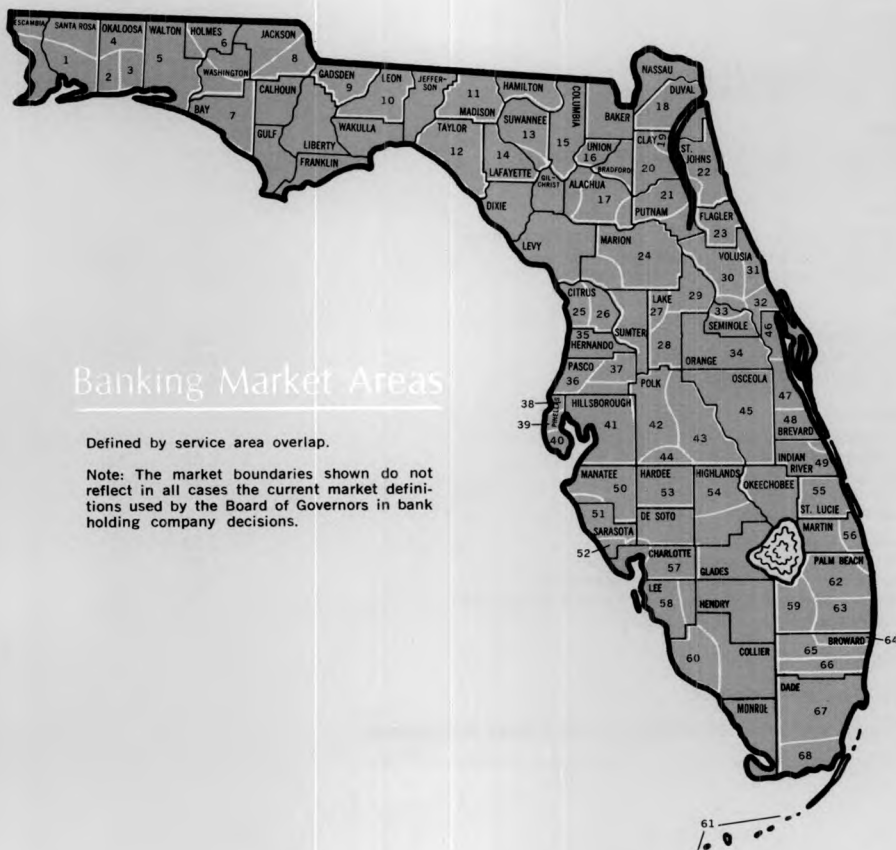 ESCAMBIA
SANTA ROSA
1
OKALOOSA
4
2
3
WALTON
5
HOLMES
6
WASHINGTON
JACKSON
8
BAY
7
CALHOUN
GULF
LIBERTY
FRANKLIN
GADSDEN
9
LEON
10
WAKULLA
JEFFER-
SON
11
MADISON
TAYLOR
12
HAMILTON
SUWANNEE
13
14
LAFAYETTE
DIXIE
GIL-
CHRIST
COLUMBIA
15
BAKER
UNION
16
BRADFORD
NASSAU
DUVAL
18
CLAY
19
20
ST.
JOHNS
22
ALACHUA
17
21
PUTNAM
FLAGLER
23
LEVY
MARION
24
VOLUSIA
30
31
32
CITRUS
25
26
SUMTER
LAKE
27
29
28
33
SEMINOLE
46
35
HERNANDO
ORANGE
34
PASCO
36
37
Banking Market Areas
Defined by service area overlap.
Note: The market boundaries shown do not
reflect in all cases the current market defini-
tions used by the Board of Governors in bank
holding company decisions.
38
39
PINELLAS
40
HILLSBOROUGH
41
POLK
42
43
44
OSCEOLA
45
47
48
BREVARD
INDIAN
RIVER
49
MANATEE
50
51
SARASOTA
52
HARDEE
53
DE SOTO
HIGHLANDS
54
OKEECHOBEE
55
ST. LUCIE
MARTIN
56
CHARLOTTE
57
GLADES
PALM BEACH
62
59
63
LEE
58
HENDRY
60
COLLIER
BROWARD
64
65
66
MONROE
DADE
67
68
61